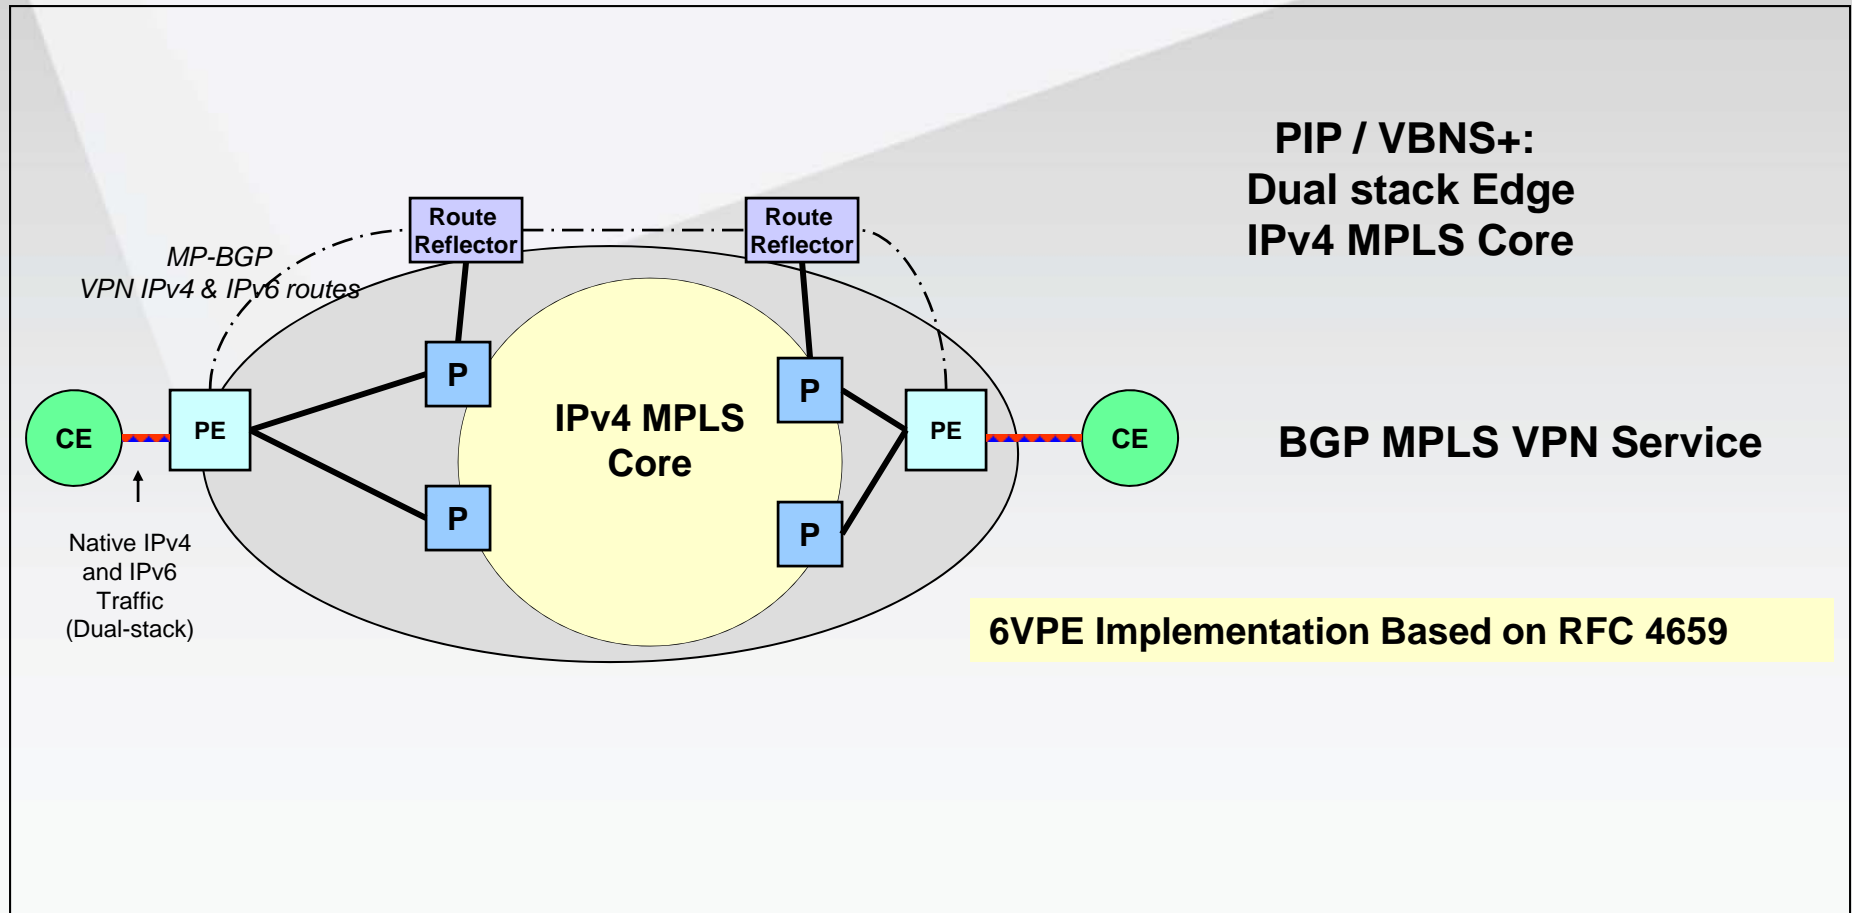 PIP / VBNS+:
Dual stack Edge
IPv4 MPLS Core
Route
Reflector
Route
Reflector
MP-BGP
VPN IPv4 & IPv6 routes
P
P
IPv4 MPLS
Core
CE
PE
PE
CE
BGP MPLS VPN Service
P
P
Native IPv4
and IPv6
Traffic
(Dual-stack)
6VPE Implementation Based on RFC 4659